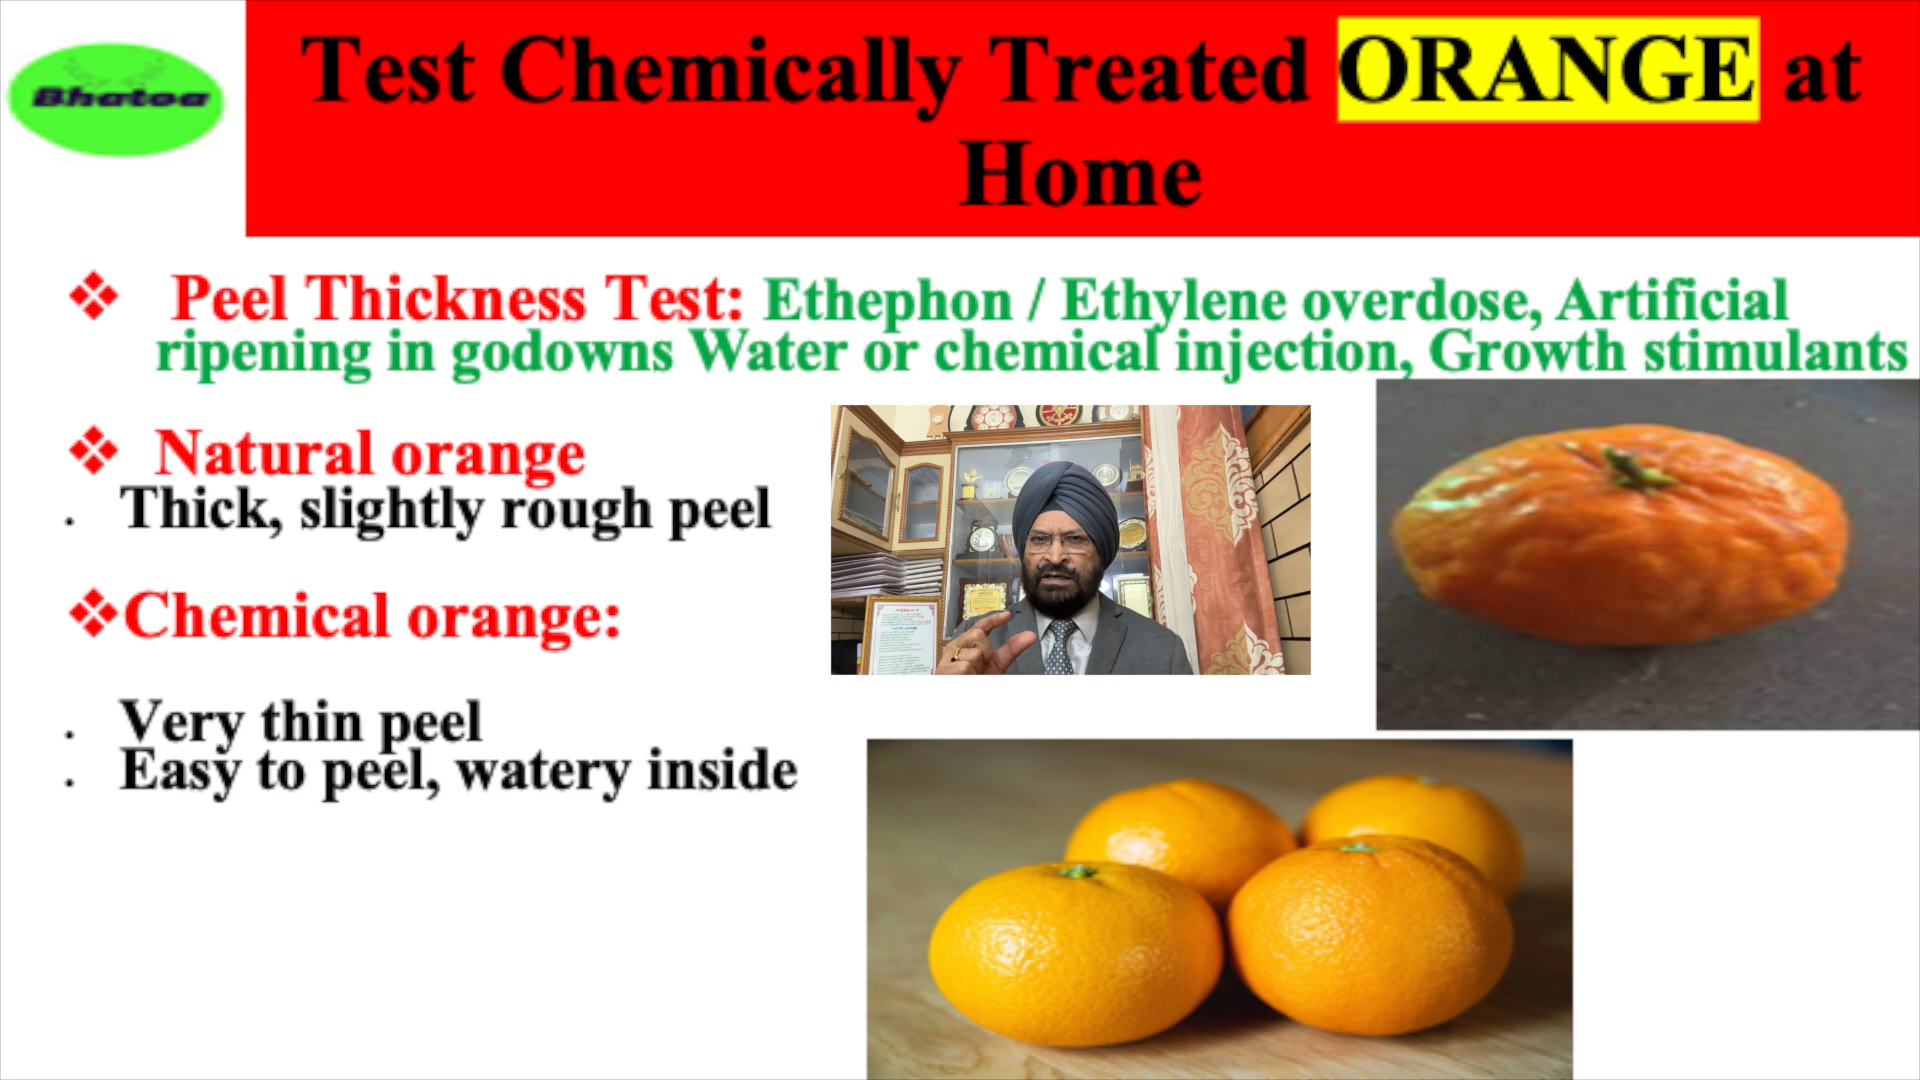 Bhatoa
Test Chemically Treated ORANGE at
Home
❖ Peel Thickness Test: Ethephon / Ethylene overdose, Artificial
ripening in godowns Water or chemical injection, Growth stimulants
❖ Natural orange
. Thick, slightly rough peel
❖Chemical orange:
. Very thin peel
. Easy to peel, watery inside